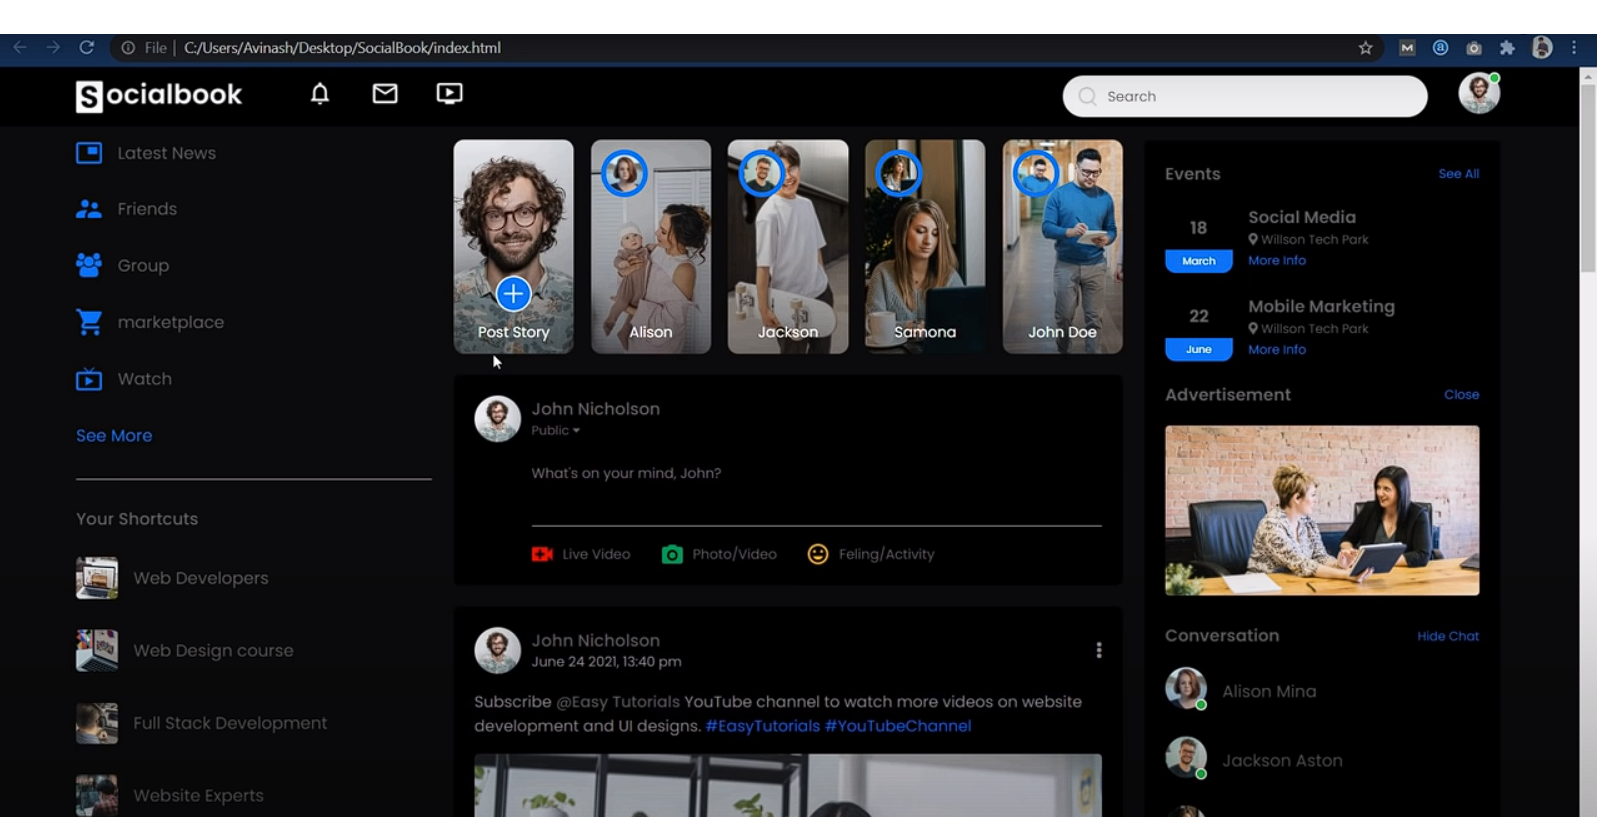 File | C:/Users/Avinash/Desktop/SocialBook/index.html
Socialbook
Search
Latest News
Friends
Group
marketplace
Watch
See More
Your Shortcuts
Web Developers
Web Design course
Full Stack Development
Website Experts
Post Story
Alison
Jackson
Samona
John Doe
John Nicholson
Public
What's on your mind, John?
Live Video
Photo/Video
Feling/Activity
John Nicholson
June 24 2021, 13:40 pm
Subscribe @Easy Tutorials YouTube channel to watch more videos on website
development and UI designs. #EasyTutorials #YouTubeChannel
Events
See All
18
March
Social Media
Willson Tech Park
More Info
22
June
Mobile Marketing
Willson Tech Park
More Info
Advertisement
Close
Conversation
Hide Chat
Alison Mina
Jackson Aston